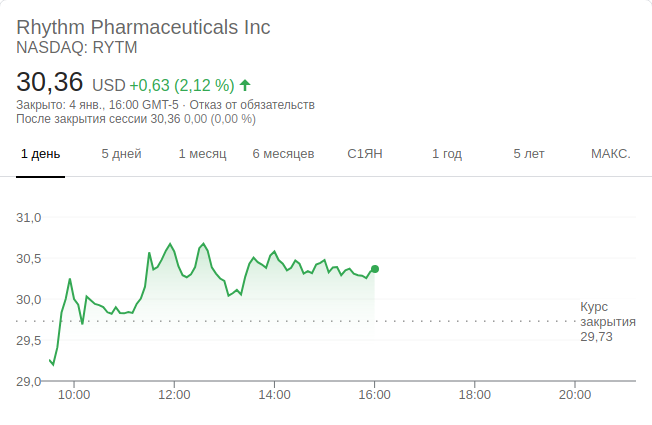 Rhythm Pharmaceuticals Inc
NASDAQ: RYTM
30,36 USD +0,63 (2,12 %)
Закрыто: 4 янв., 16:00 GMT-5 · Отказ от обязательств
После закрытия сессии 30,36 0,00 (0,00 %)
1 день 5 дней 1 месяц 6 месяцев С1ЯН 1 год 5 лет МАКС.
31,0
30,5
30,0
29,5
29,0
Курс
закрытия
29,73
10:00 12:00 14:00 16:00 18:00 20:00